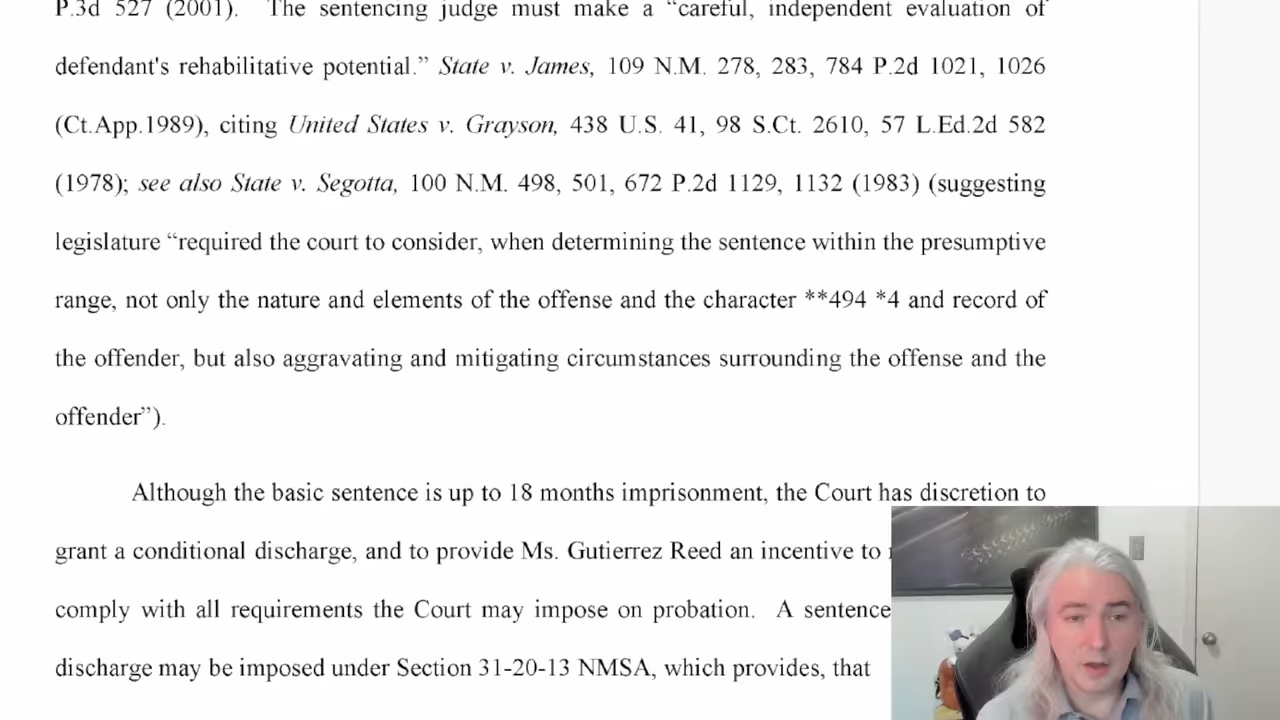 P.3d 527 (2001). The sentencing judge must make a “careful, independent evaluation of
defendant's rehabilitative potential.” State v. James, 109 N.M. 278, 283, 784 P.2d 1021, 1026
(Ct.App.1989), citing United States v. Grayson, 438 U.S. 41, 98 S.Ct. 2610, 57 L.Ed.2d 582
(1978); see also State v. Segotta, 100 N.M. 498, 501, 672 P.2d 1129, 1132 (1983) (suggesting
legislature “required the court to consider, when determining the sentence within the presumptive
range, not only the nature and elements of the offense and the character **494 *4 and record of
the offender, but also aggravating and mitigating circumstances surrounding the offense and the
offender”).
Although the basic sentence is up to 18 months imprisonment, the Court has discretion to
grant a conditional discharge, and to provide Ms. Gutierrez Reed an incentive to
comply with all requirements the Court may impose on probation. A sentence
discharge may be imposed under Section 31-20-13 NMSA, which provides, that